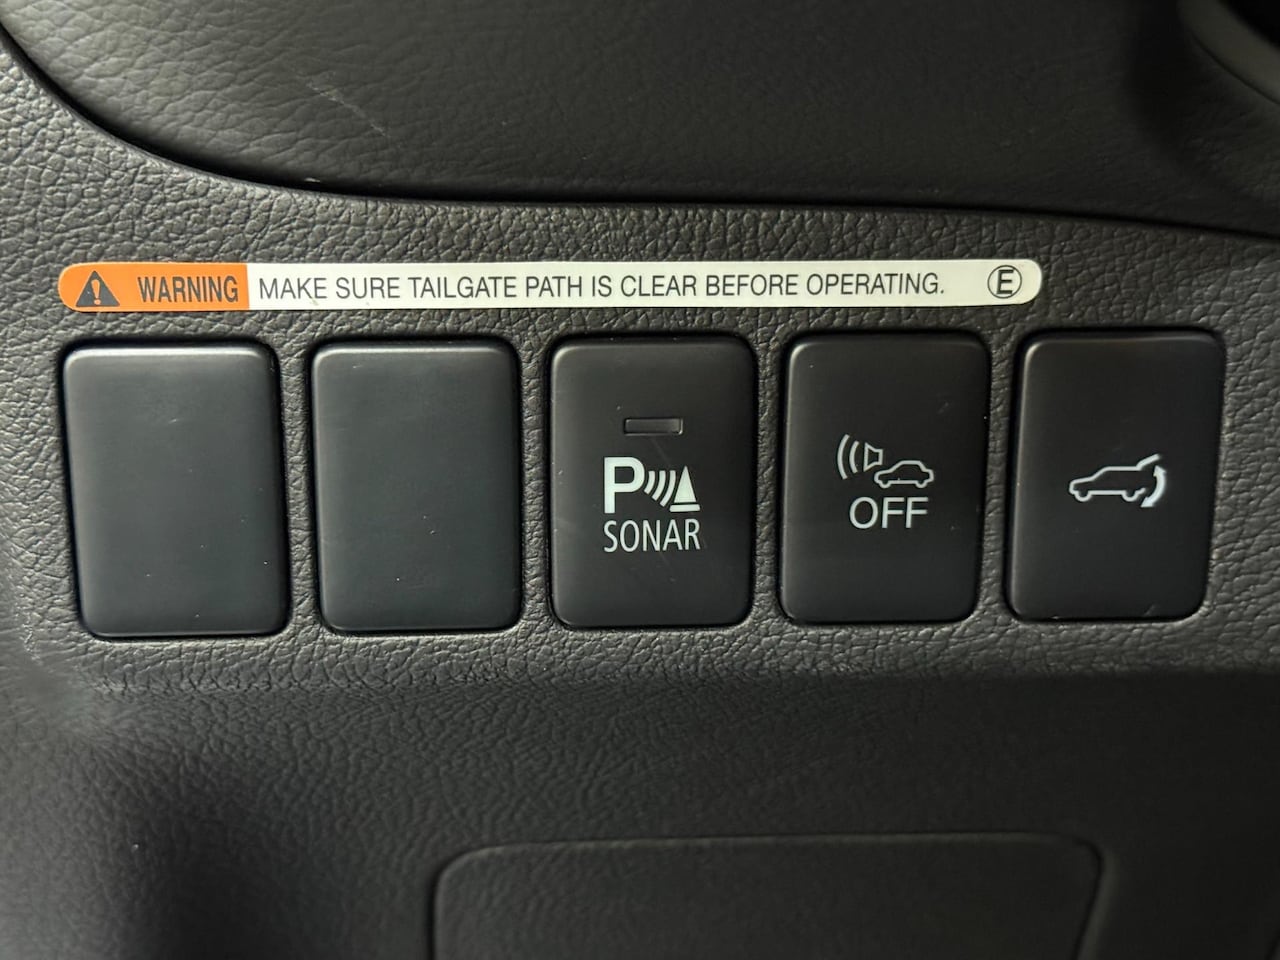 WARNING MAKE SURE TAILGATE PATH IS CLEAR BEFORE OPERATING. E
P
SONAR
OFF